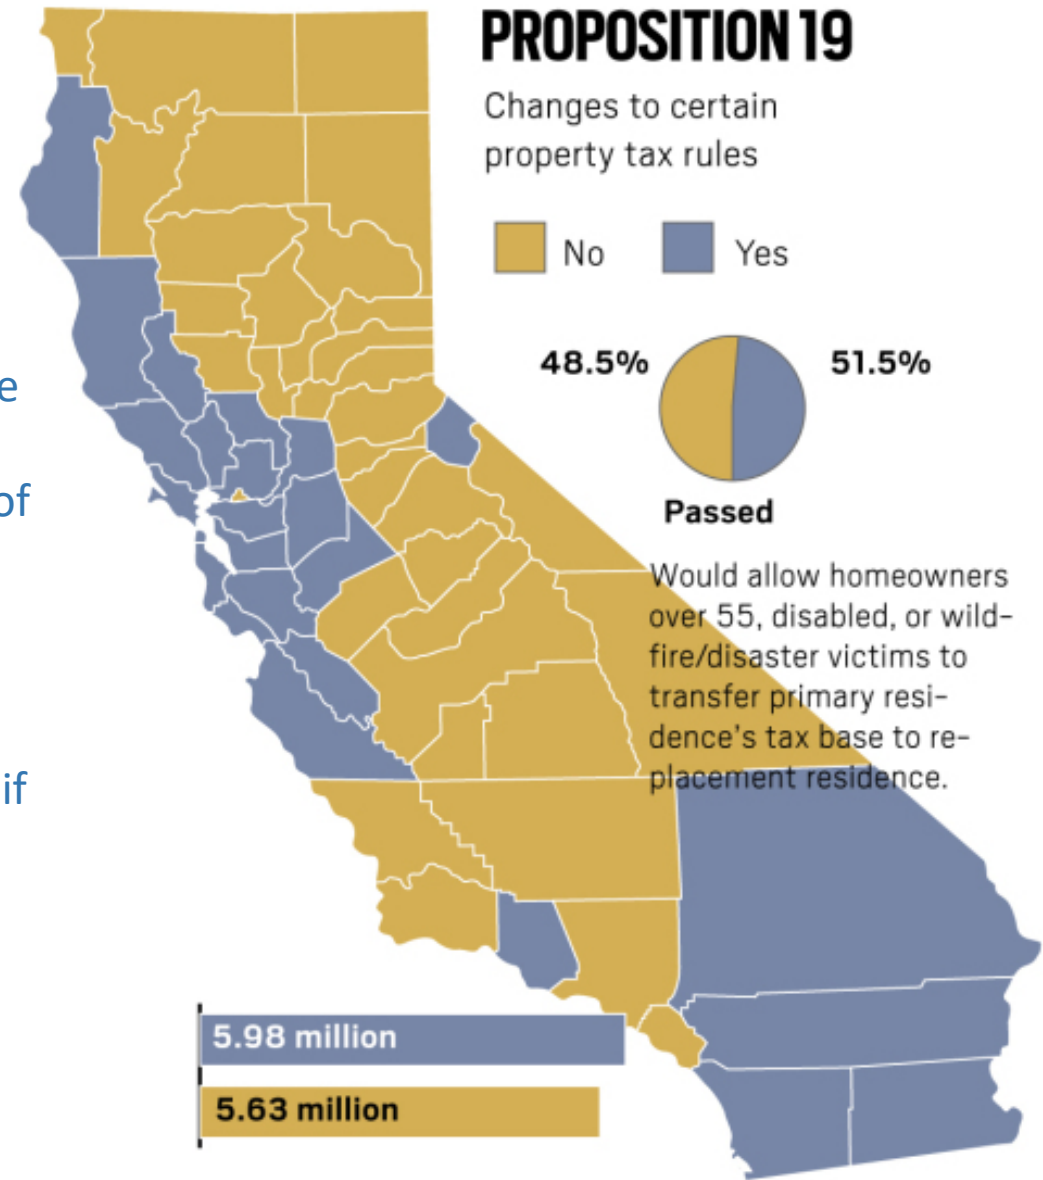 PROPOSITION 19
Changes to certain
property tax rules
No
Yes
e
48.5%
51.5%
of
Passed
Would allow homeowners
over 55, disabled, or wild-
fire/disaster victims to
transfer primary resi-
dence's tax base to re-
placement residence.
if
5.98 million
5.63 million